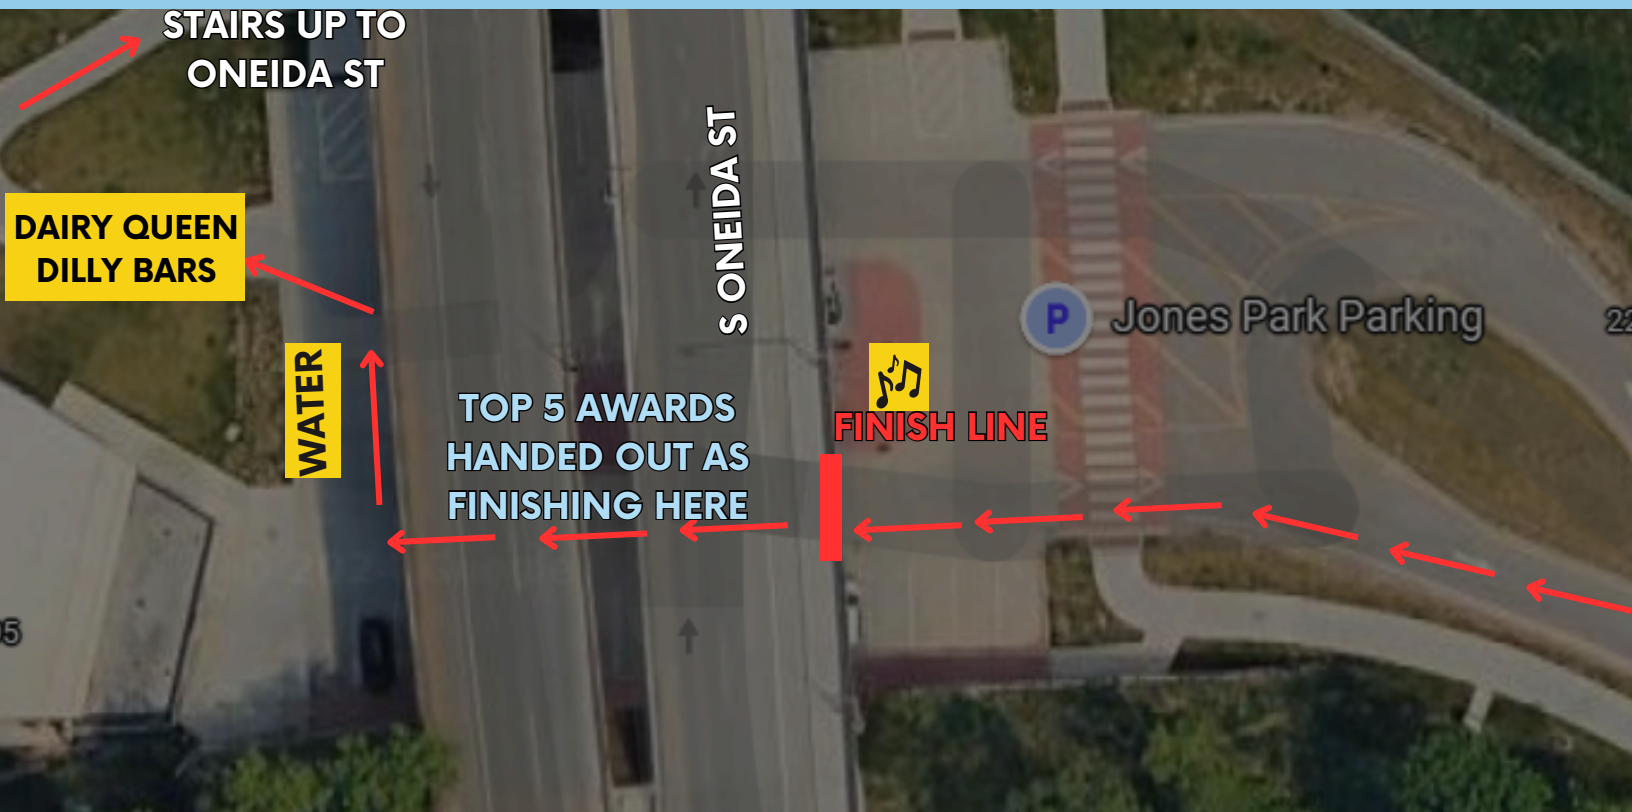 STAIRS UP TO
ONEIDA ST
S ONEIDA ST
DAIRY QUEEN
DILLY BARS
P
Jones Park Parking
22
WATER
TOP 5 AWARDS
HANDED OUT AS
FINISHING HERE
FINISH LINE